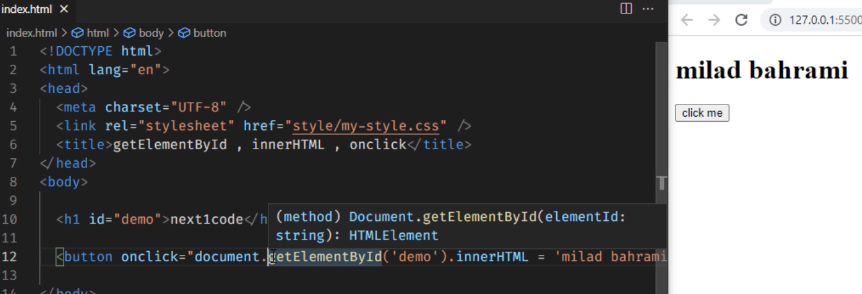 index.html ×
index.html > html > body > button
1 <!DOCTYPE html>
2 <html lang="en">
3 <head>
4 <meta charset="UTF-8" />
5 <link rel="stylesheet" href="style/my-style.css" />
6 <title>getElementById , innerHTML , onclick</title>
7 </head>
8 <body>
9
10 <h1 id="demo">next1code</h
11
12 <button onclick="document.getElementById('demo').innerHTML = 'milad bahrami
13
14 </body>
(method) Document.getElementById(elementId:
string): HTMLElement
127.0.0.1:5500
milad bahrami
click me